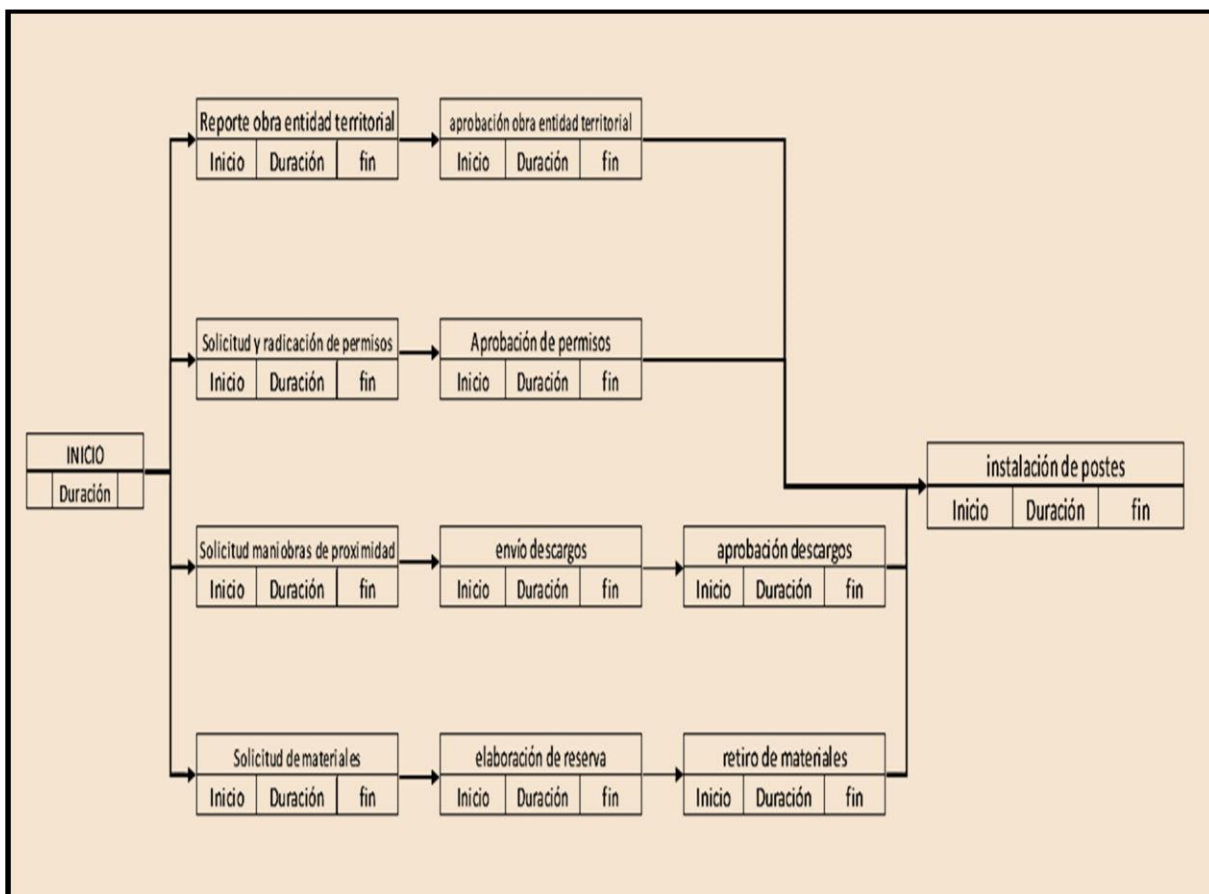 Reporte obra entidad territorial
Inicio Duración fin
aprobación obra entidad territorial
Inicio Duración fin
Solicitud y radicación de permisos
Inicio Duración fin
Aprobación de permisos
Inicio Duración fin
INICIO
Duración
instalación de postes
Inicio Duración fin
Solicitud maniobras de proximidad
Inicio Duración fin
envío descargos
Inicio Duración fin
aprobación descargos
Inicio Duración fin
Solicitud de materiales
Inicio Duración fin
elaboración de reserva
Inicio Duración fin
retiro de materiales
Inicio Duración fin